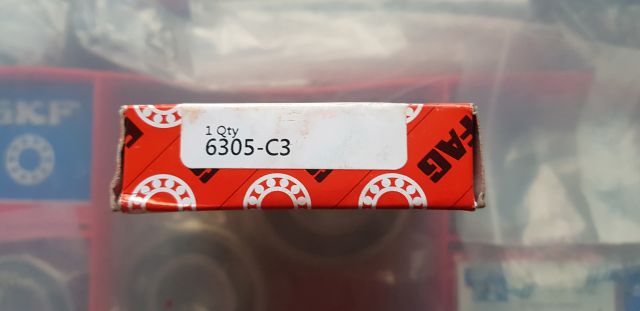 1 Qty
6305-C3
FAG
SKF